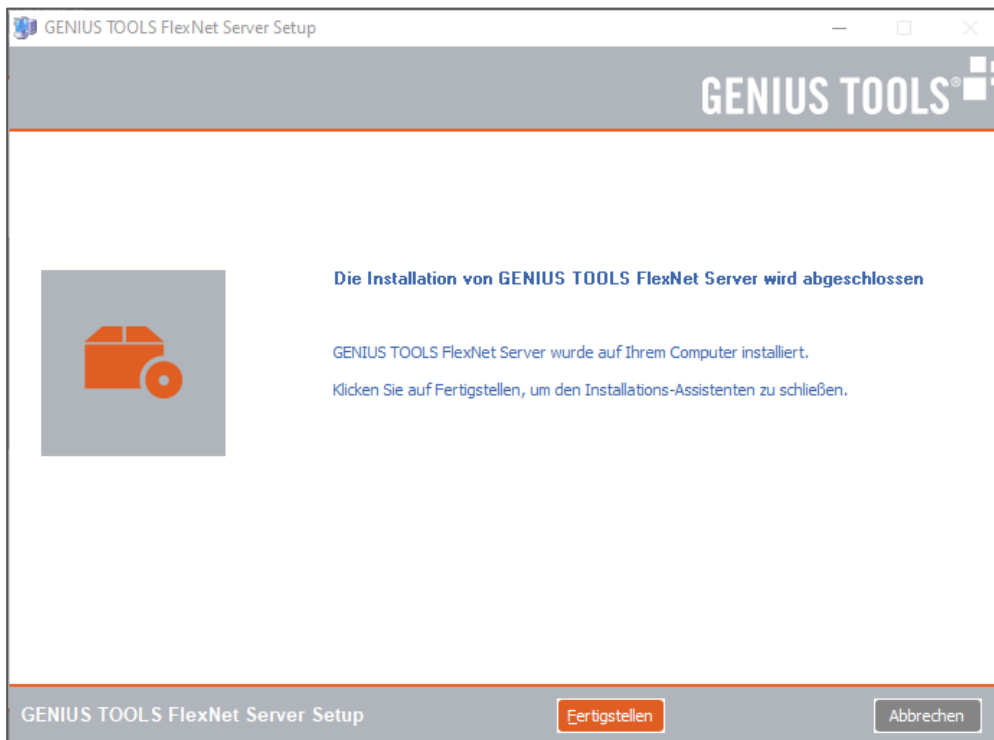 GENIUS TOOLS FlexNet Server Setup
GENIUS TOOLS®
Die Installation von GENIUS TOOLS FlexNet Server wird abgeschlossen
GENIUS TOOLS FlexNet Server wurde auf Ihrem Computer installiert.
Klicken Sie auf Fertigstellen, um den Installations-Assistenten zu schließen.
GENIUS TOOLS FlexNet Server Setup
Fertigstellen
Abbrechen